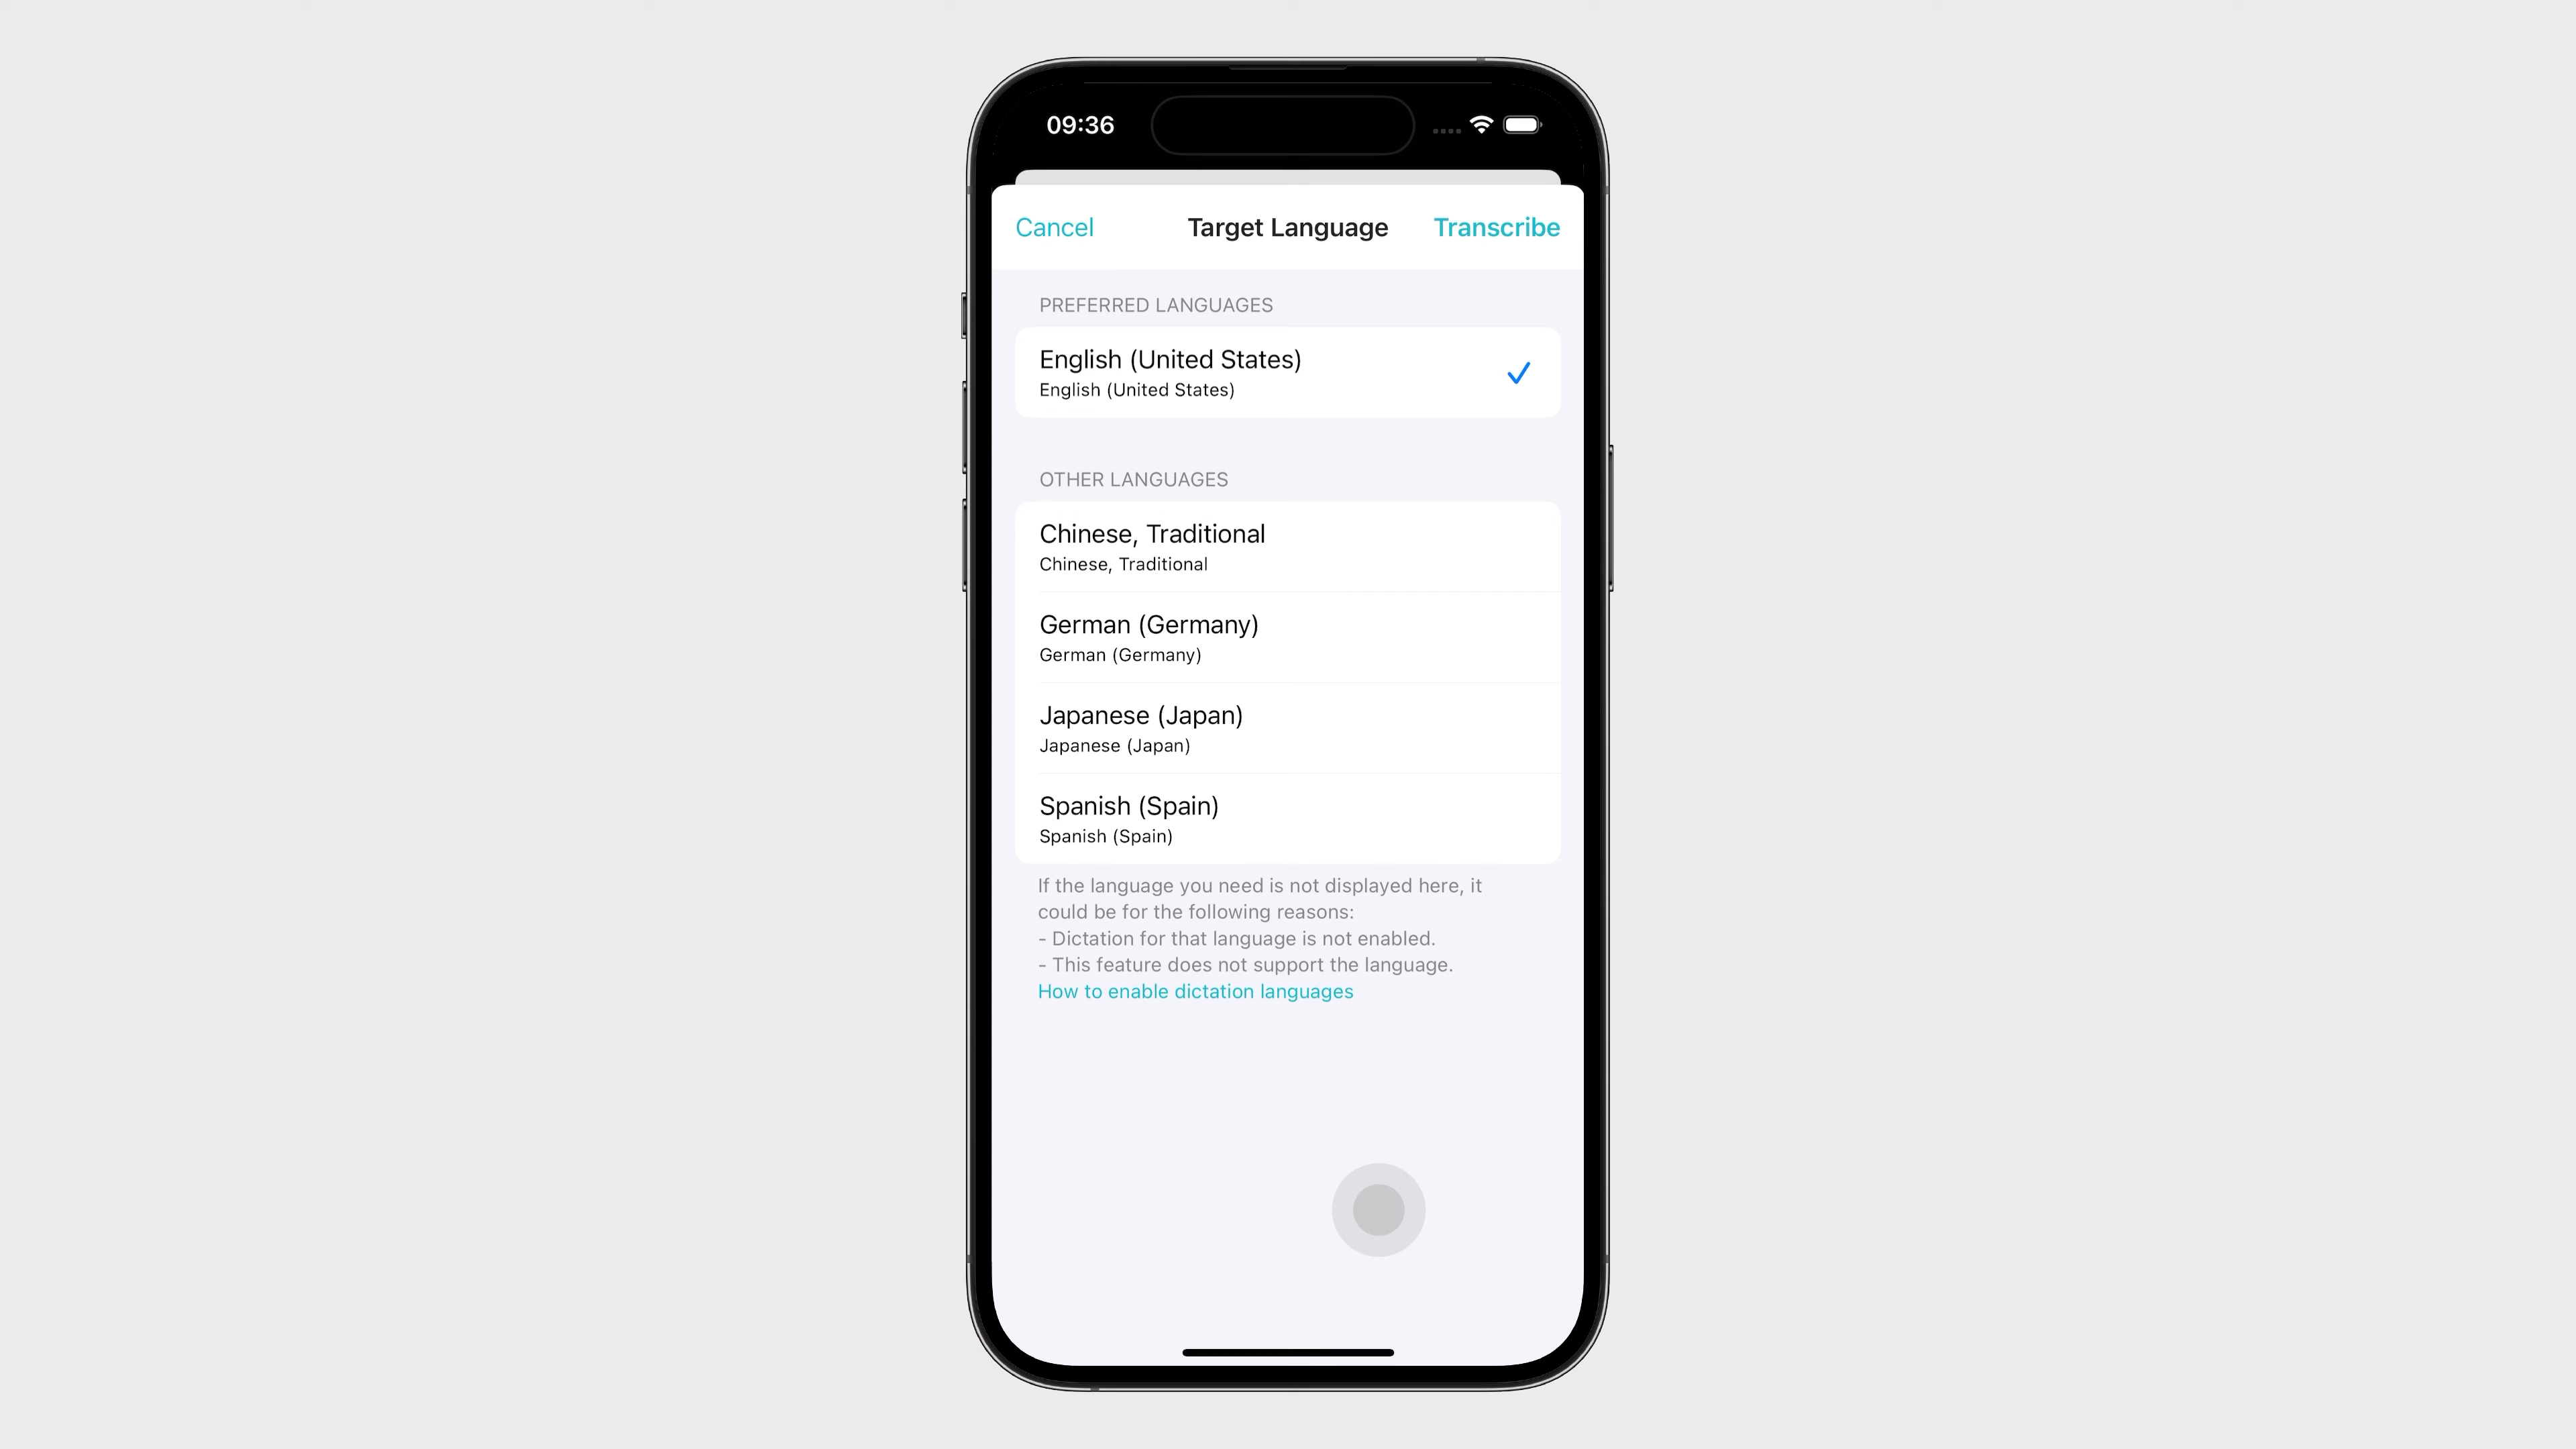 09:36
Cancel Target Language Transcribe
PREFERRED LANGUAGES
English (United States)
English (United States)
OTHER LANGUAGES
Chinese, Traditional
Chinese, Traditional
German (Germany)
German (Germany)
Japanese (Japan)
Japanese (Japan)
Spanish (Spain)
Spanish (Spain)
If the language you need is not displayed here, it
could be for the following reasons:
- Dictation for that language is not enabled.
- This feature does not support the language.
How to enable dictation languages